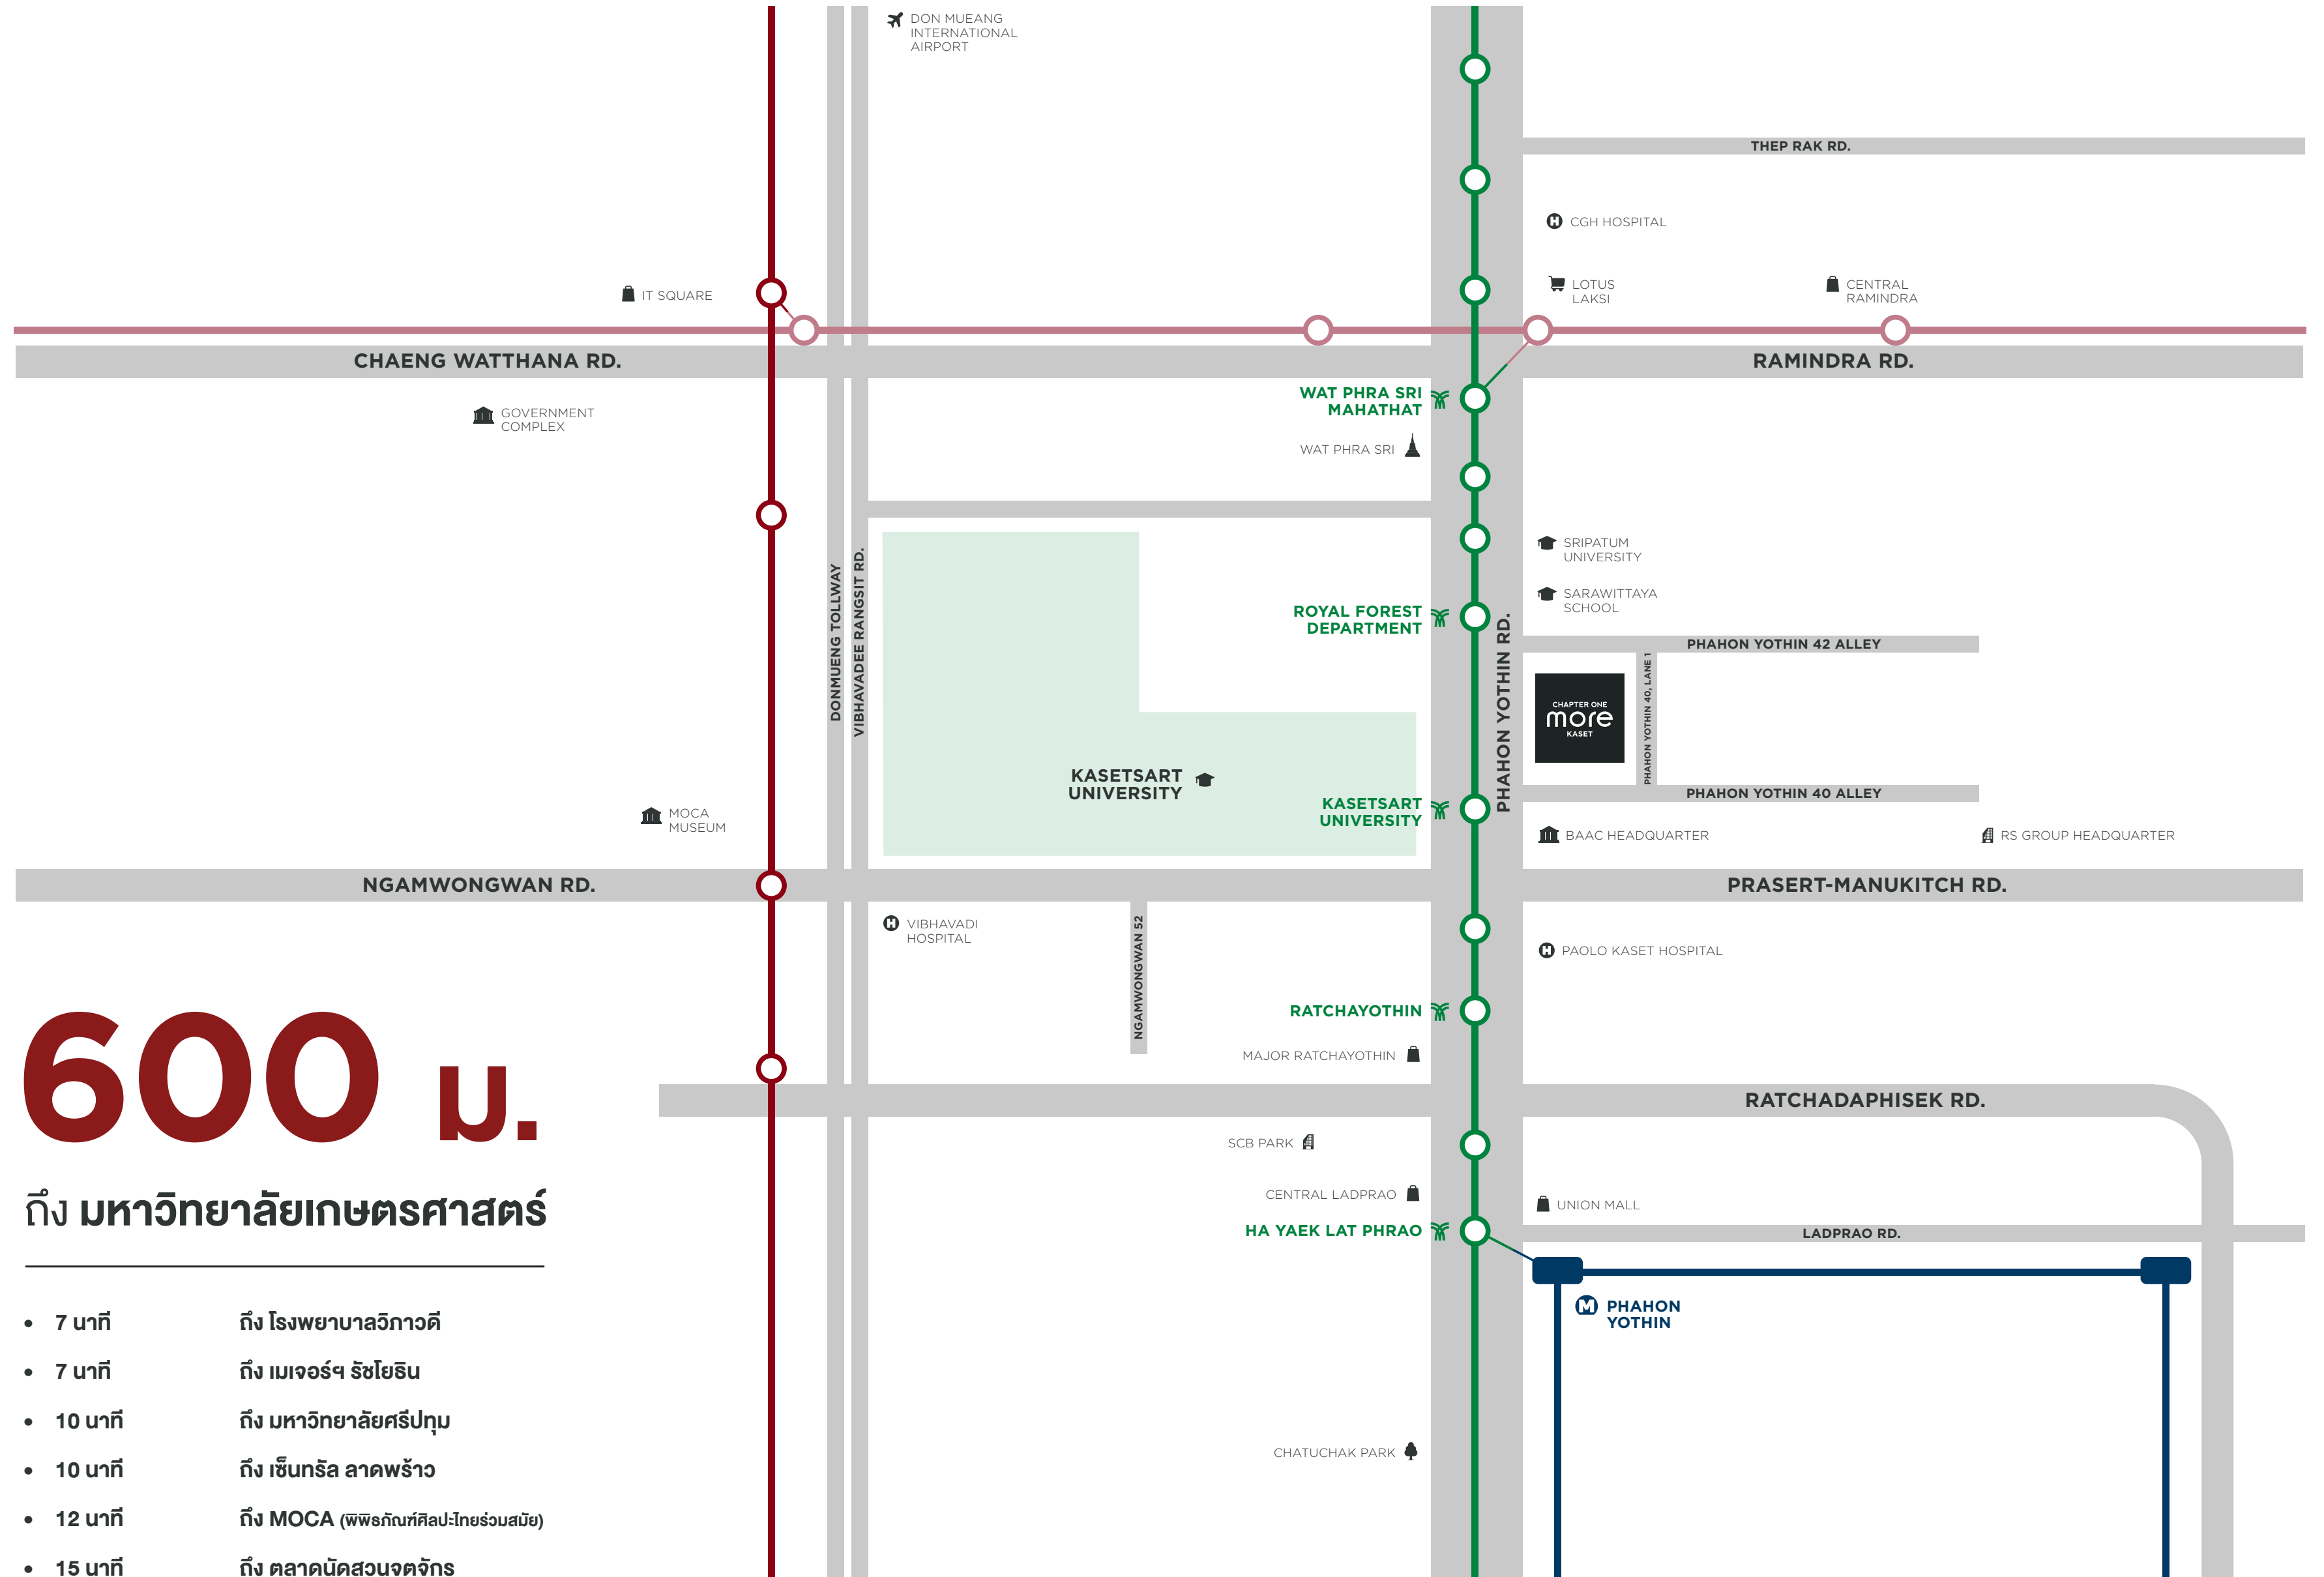 DON MUEANG
INTERNATIONAL
AIRPORT
THEP RAK RD.
CGH HOSPITAL
IT SQUARE
LOTUS
LAKSI
CENTRAL
RAMINDRA
CHAENG WATTHANA RD.
RAMINDRA RD.
WAT PHRA SRI
MAHATHAT
GOVERNMENT
COMPLEX
WAT PHRA SRI
SRIPATUM
UNIVERSITY
SARAWITTAYA
SCHOOL
DONMUENG TOLLWAY
VIBHAVADEE RANGSIT RD.
ROYAL FOREST
DEPARTMENT
PHAHON YOTHIN RD.
PHAHON YOTHIN 42 ALLEY
CHAPTER ONE
more
KASET
PHAHON YOTHIN 40, LANE 1
KASETSART
UNIVERSITY
KASETSART
UNIVERSITY
PHAHON YOTHIN 40 ALLEY
MOCA
MUSEUM
BAAC HEADQUARTER
RS GROUP HEADQUARTER
NGAMWONGWAN RD.
PRASERT-MANUKITCH RD.
VIBHAVADI
HOSPITAL
NGAMWONGWAN 52
PAOLO KASET HOSPITAL
RATCHAYOTHIN
MAJOR RATCHAYOTHIN
RATCHADAPHISEK RD.
SCB PARK
CENTRAL LADPRAO
UNION MALL
HA YAEK LAT PHRAO
LADPRAO RD.
PHAHON
YOTHIN
CHATUCHAK PARK
600 ม.
ถึง มหาวิทยาลัยเกษตรศาสตร์
• 7 นาที ถึง โรงพยาบาลวิภาวดี
• 7 นาที ถึง เมเจอร์ฯ รัชโยธิน
• 10 นาที ถึง มหาวิทยาลัยศรีปทุม
• 10 นาที ถึง เซ็นทรัล ลาดพร้าว
• 12 นาที ถึง MOCA (พิพิธภัณฑ์ศิลปะไทยร่วมสมัย)
• 15 นาที ถึง ตลาดนัดสวนจตุจักร